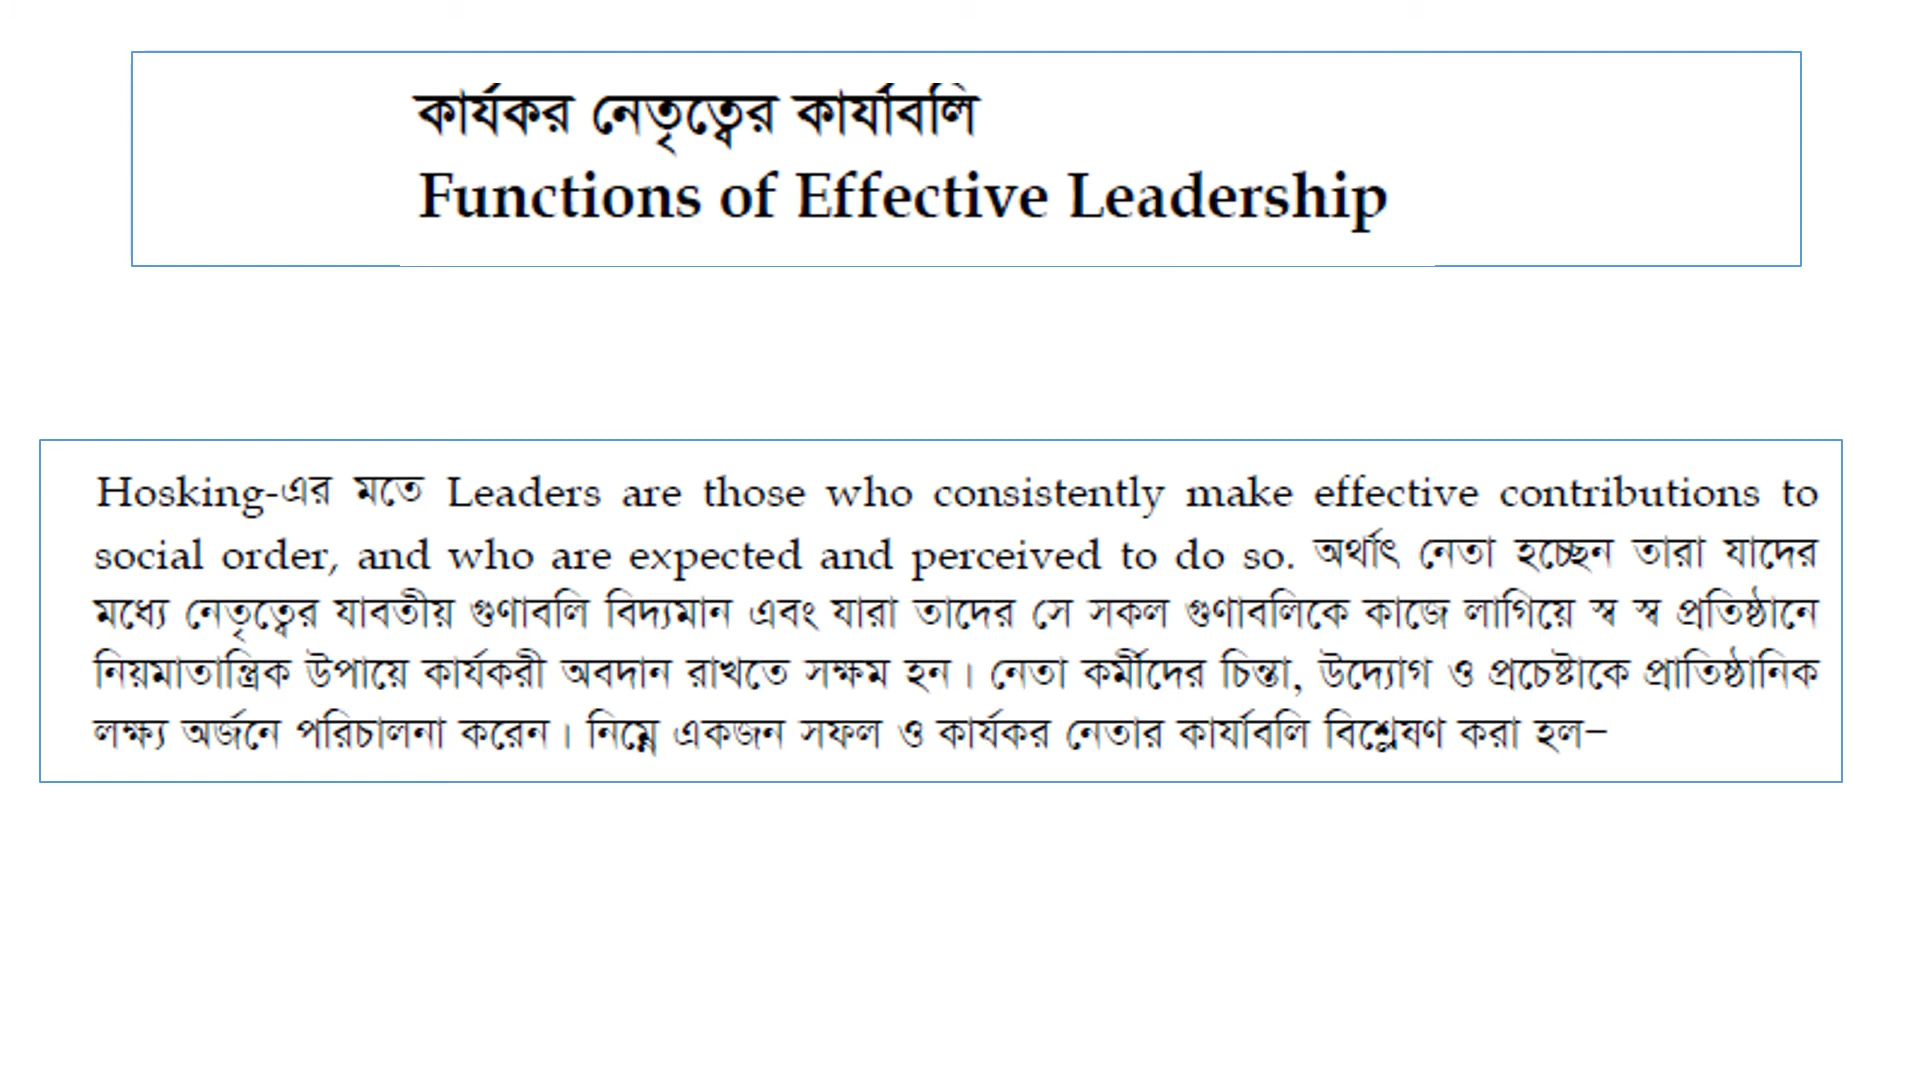 কার্যকর নেতৃত্বের কার্যাবলি
Functions of Effective Leadership
Hosking-এর মতে Leaders are those who consistently make effective contributions to
social order, and who are expected and perceived to do so. অর্থাৎ নেতা হচ্ছেন তারা যাদের
মধ্যে নেতৃত্বের যাবতীয় গুণাবলি বিদ্যমান এবং যারা তাদের সে সকল গুণাবলিকে কাজে লাগিয়ে স্ব স্ব প্রতিষ্ঠানে
নিয়মাতান্ত্রিক উপায়ে কার্যকরী অবদান রাখতে সক্ষম হন। নেতা কর্মীদের চিন্তা, উদ্যোগ ও প্রচেষ্টাকে প্রাতিষ্ঠানিক
লক্ষ্য অর্জনে পরিচালনা করেন। নিম্নে একজন সফল ও কার্যকর নেতার কার্যাবলি বিশ্লেষণ করা হল–